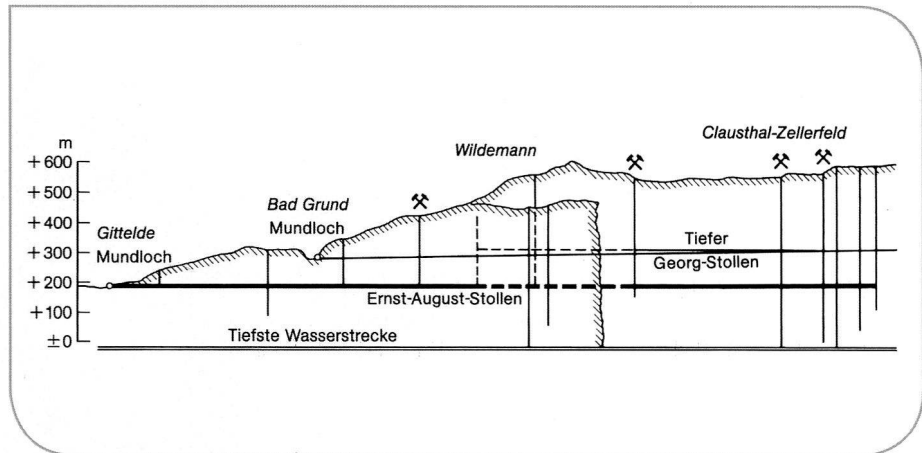 Clausthal-Zellerfeld
Wildemann
m
+600
+500
+400
+300
+200
+100
±0
Bad Grund
Mundloch
Gittelde
Mundloch
Tiefer
Georg-Stollen
Ernst-August-Stollen
Tiefste Wasserstrecke